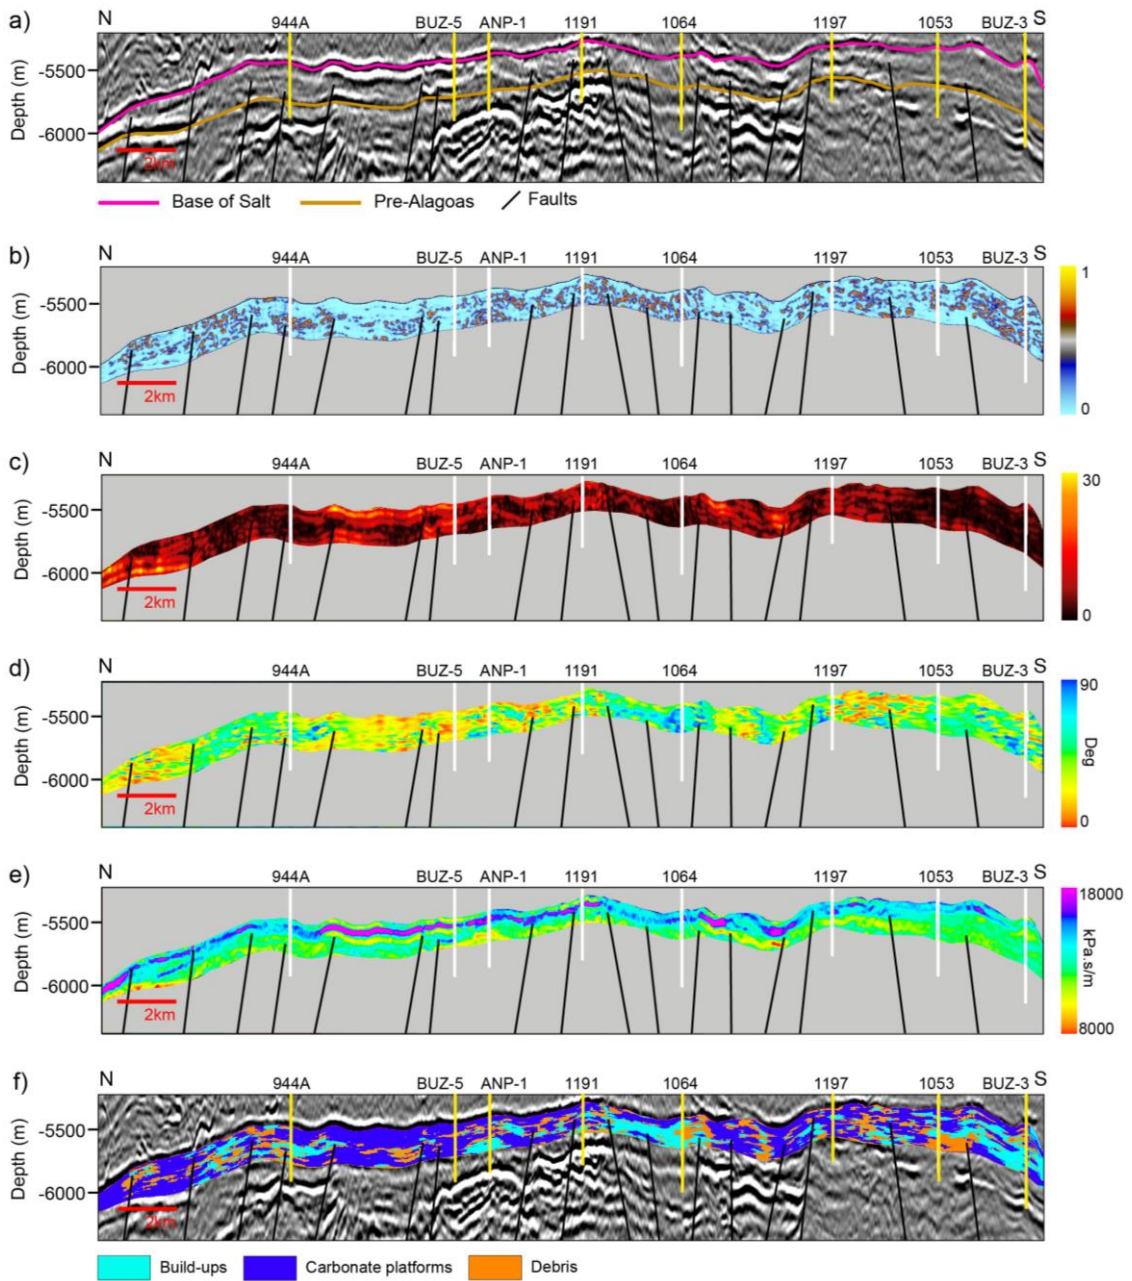 a) N 944A BUZ-5 ANP-1 1191 1064 1197 1053 BUZ-3 S
Depth (m)
-5500
-6000
2km
Base of Salt Pre-Alagoas Faults
b) N 944A BUZ-5 ANP-1 1191 1064 1197 1053 BUZ-3 S
Depth (m)
-5500
-6000
2km
1
0
c) N 944A BUZ-5 ANP-1 1191 1064 1197 1053 BUZ-3 S
Depth (m)
-5500
-6000
2km
30
0
d) N 944A BUZ-5 ANP-1 1191 1064 1197 1053 BUZ-3 S
Depth (m)
-5500
-6000
2km
90
Deg
0
e) N 944A BUZ-5 ANP-1 1191 1064 1197 1053 BUZ-3 S
Depth (m)
-5500
-6000
2km
18000
kPa.s/m
8000
f) N 944A BUZ-5 ANP-1 1191 1064 1197 1053 BUZ-3 S
Depth (m)
-5500
-6000
2km
Build-ups Carbonate platforms Debris